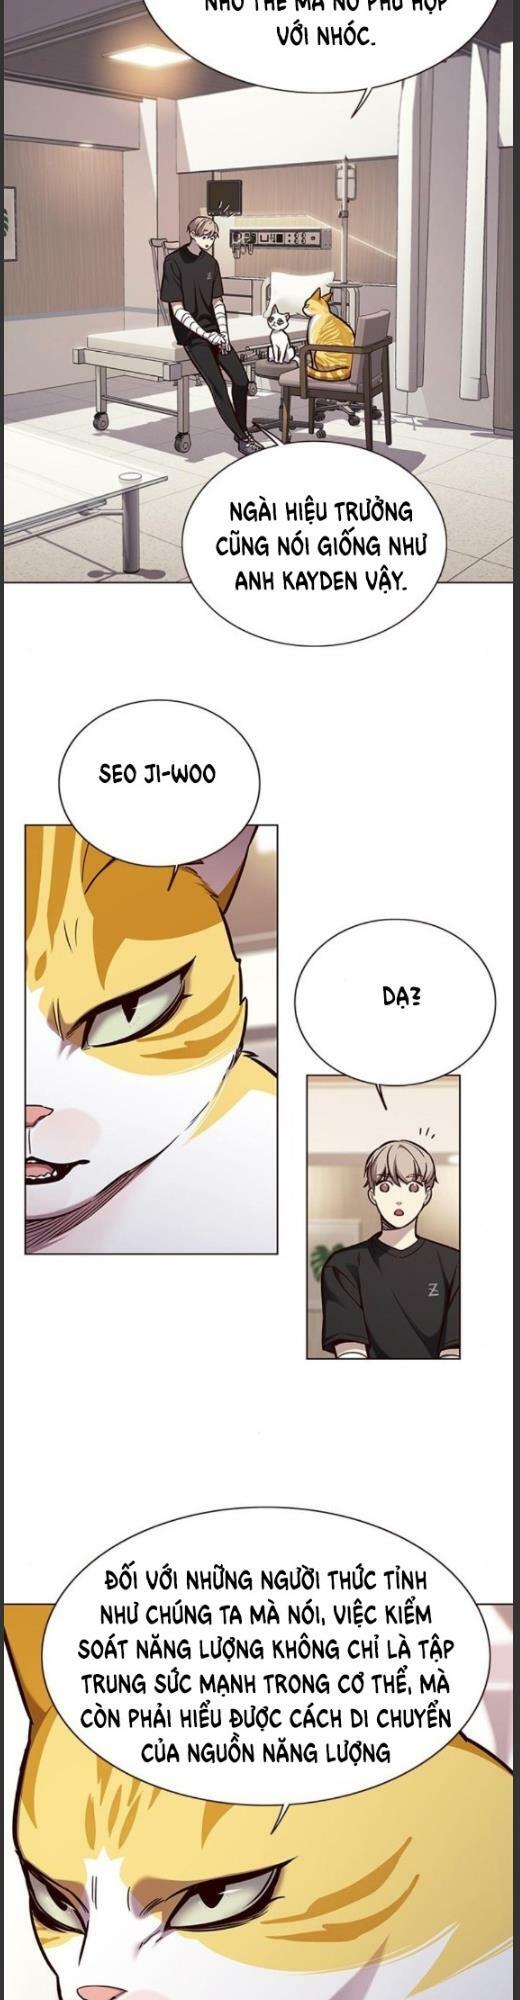 NHỜ THẾ MÀ NÓ PHÙ HỢP
VỚI NHÓC.
NGÀI HIỆU TRƯỞNG
CŨNG NÓI GIỐNG NHƯ
ANH KAYDEN VẬY.
SEO JI-WOO
DẠ?
Z
ĐỐI VỚI NHỮNG NGƯỜI THỨC TỈNH
NHƯ CHÚNG TA MÀ NÓI, VIỆC KIỂM
SOÁT NĂNG LƯỢNG KHÔNG CHỈ LÀ TẬP
TRUNG SỨC MẠNH TRONG CƠ THỂ, MÀ
CÒN PHẢI HIỂU ĐƯỢC CÁCH DI CHUYỂN
CỦA NGUỒN NĂNG LƯỢNG